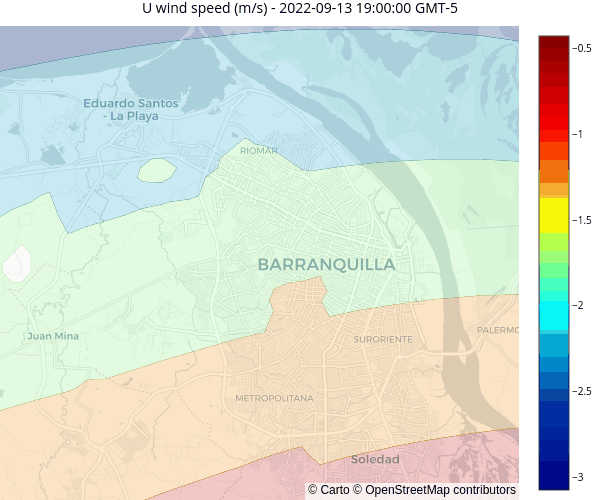 U wind speed (m/s) - 2022-09-13 19:00:00 GMT-5
−0.5
Eduardo Santos
- La Playa
−1
RIOMAR
−1.5
BARRANQUILLA
−2
Juan Mina
SURORIENTE
PALERMO
−2.5
METROPOLITANA
Soledad
−3
© Carto © OpenStreetMap contributors